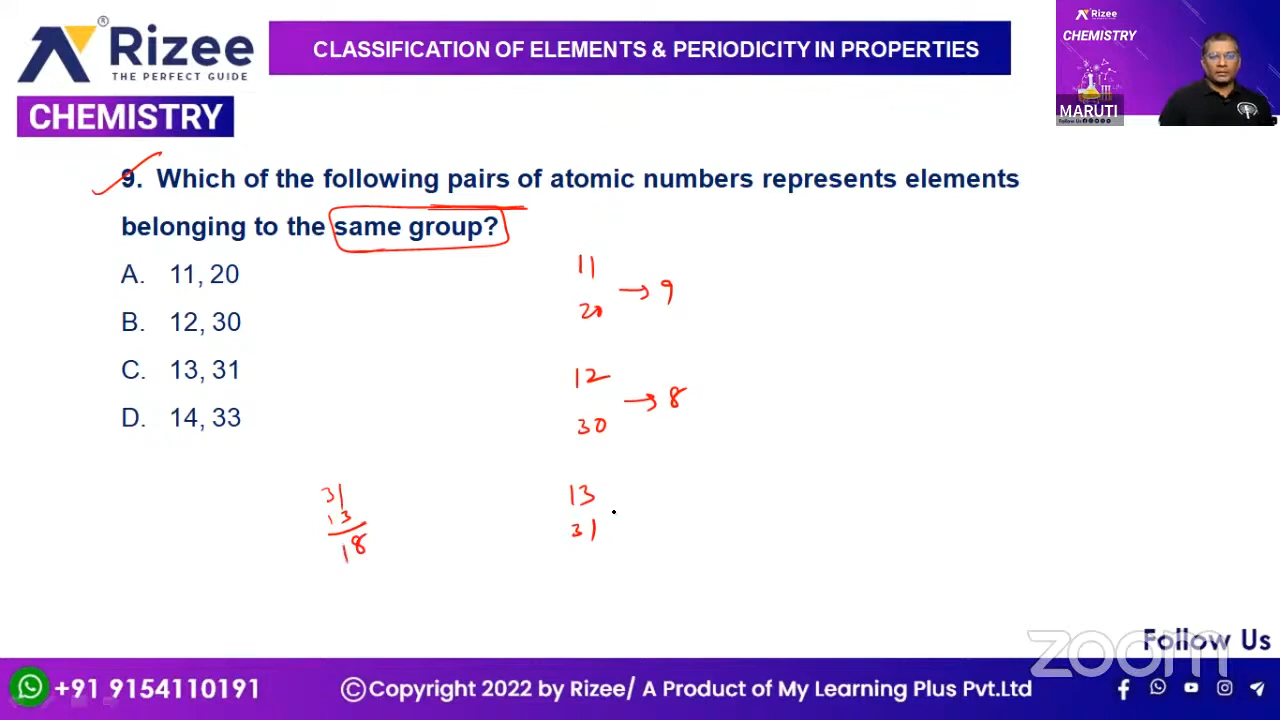 Rizee®
THE PERFECT GUIDE
CLASSIFICATION OF ELEMENTS & PERIODICITY IN PROPERTIES
Rizee
CHEMISTRY
MARUTI
CHEMISTRY
9. Which of the following pairs of atomic numbers represents elements
belonging to the same group?
A. 11, 20
B. 12, 30
C. 13, 31
D. 14, 33
11
20 → 9
12
30 → 8
31
13
18
13
31
Follow Us
zoom
+91 9154110191
©Copyright 2022 by Rizee/ A Product of My Learning Plus Pvt.Ltd